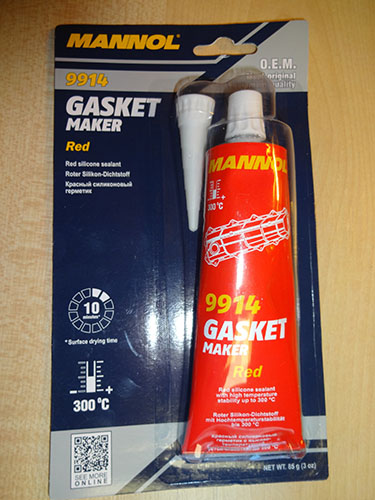 MANNOL
O.E.M.
9914
GASKET
MAKER
Red
Red silicone sealant
Roter Silikon-Dichtstoff
Красный силиконовый
герметик
10
minutes*
* Surface drying time
300 °C
SEE MORE
ONLINE
MANNOL
300 °C
9914
GASKET
MAKER
Red
Red silicone sealant
with high temperature
stability up to 300 °C
Roter Silikon-Dichtstoff
mit Hochtemperaturstabilität
bis 300 °C
Красный силиконовый
NET WT. 85 g (3 oz)